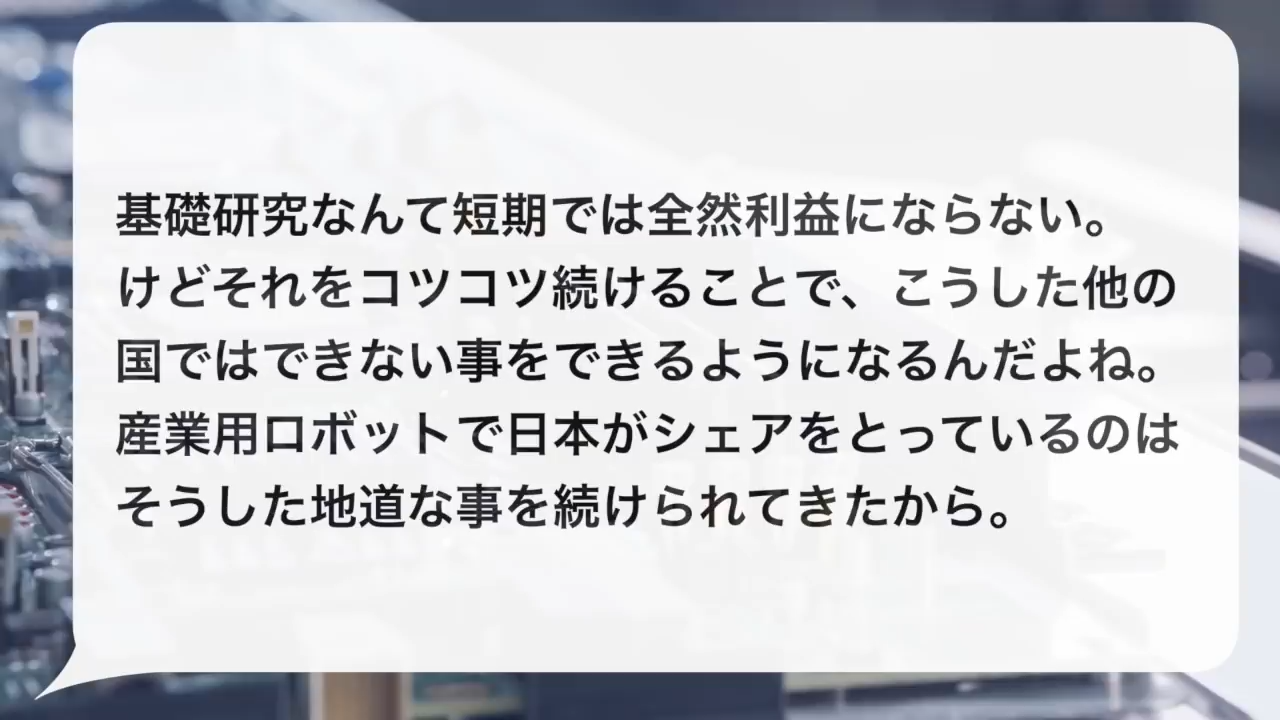 基礎研究なんて短期では全然利益にならない。
けどそれをコツコツ続けることで、こうした他の
国ではできない事をできるようになるんだよね。
産業用ロボットで日本がシェアをとっているのは
そうした地道な事を続けられてきたから。